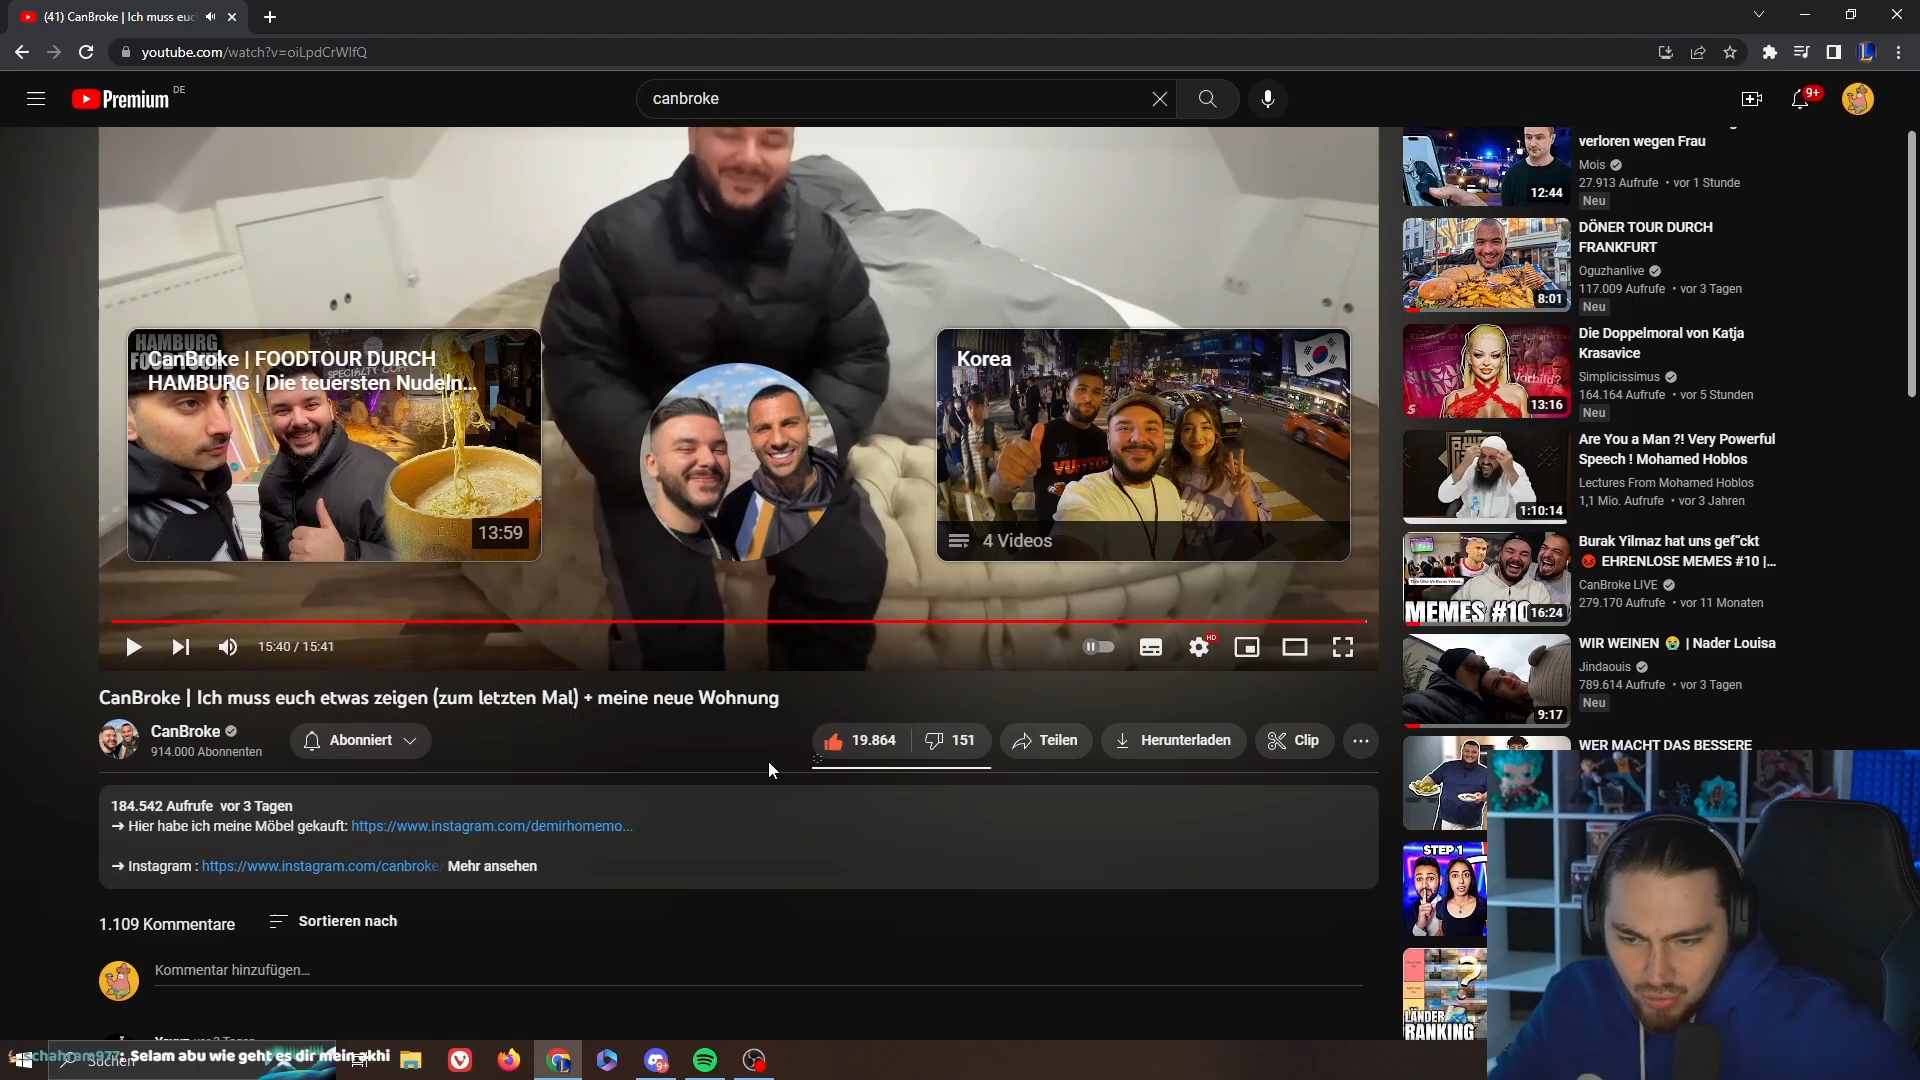 (41) CanBroke | Ich muss euc
youtube.com/watch?v=oiLpdCrWlfQ
Premium DE
canbroke
9+
HAMBURG
CanBroke | FOODTOUR DURCH
HAMBURG | Die teuersten Nudeln...
SPECIALTY
13:59
Korea
4 Videos
15:40 / 15:41
HD
CanBroke | Ich muss euch etwas zeigen (zum letzten Mal) + meine neue Wohnung
CanBroke
914.000 Abonnenten
Abonniert
19.864
151
Teilen
Herunterladen
Clip
184.542 Aufrufe vor 3 Tagen
➔ Hier habe ich meine Möbel gekauft: https://www.instagram.com/demirhomemo...
➔ Instagram : https://www.instagram.com/canbroke/ Mehr ansehen
1.109 Kommentare
Sortieren nach
Kommentar hinzufügen...
verloren wegen Frau
Mois
27.913 Aufrufe • vor 1 Stunde
Neu
12:44
DÖNER TOUR DURCH
FRANKFURT
Oguzhanlive
117.009 Aufrufe • vor 3 Tagen
Neu
8:01
Die Doppelmoral von Katja
Krasavice
Simplicissimus
164.164 Aufrufe • vor 5 Stunden
Neu
Vorbild?
13:16
Are You a Man ?! Very Powerful
Speech ! Mohamed Hoblos
Lectures From Mohamed Hoblos
1,1 Mio. Aufrufe • vor 3 Jahren
1:10:14
Burak Yilmaz hat uns gef“ckt
😡 EHRENLOSE MEMES #10 |...
CanBroke LIVE
279.170 Aufrufe • vor 11 Monaten
MEMES #10
16:24
WIR WEINEN 😭 | Nader Louisa
Jindaouis
789.614 Aufrufe • vor 3 Tagen
Neu
9:17
WER MACHT DAS BESSERE
STEP 1
LÄNDER
RANKING
Suchen
schahram977: Selam abu wie geht es dir mein akhi
9+